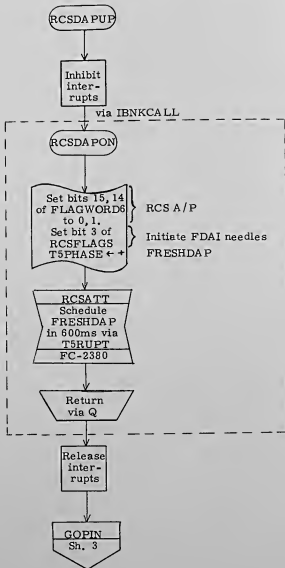 RCSDAPUP
Inhibit
inter-
rupts
via IBNKCALL
RCSDAPON
Set bits 15, 14
of FLAGWORD6
to 0, 1.
RCS A/P
Set bit 3 of
RCSFLAGS
Initiate FDAI needles
T5PHASE ← +
FRESHDAP
RCSATT
Schedule
FRESHDAP
in 600ms via
T5RUPT
FC-2380
Return
via Q
Release
inter-
rupts
GOPIN
Sh. 3